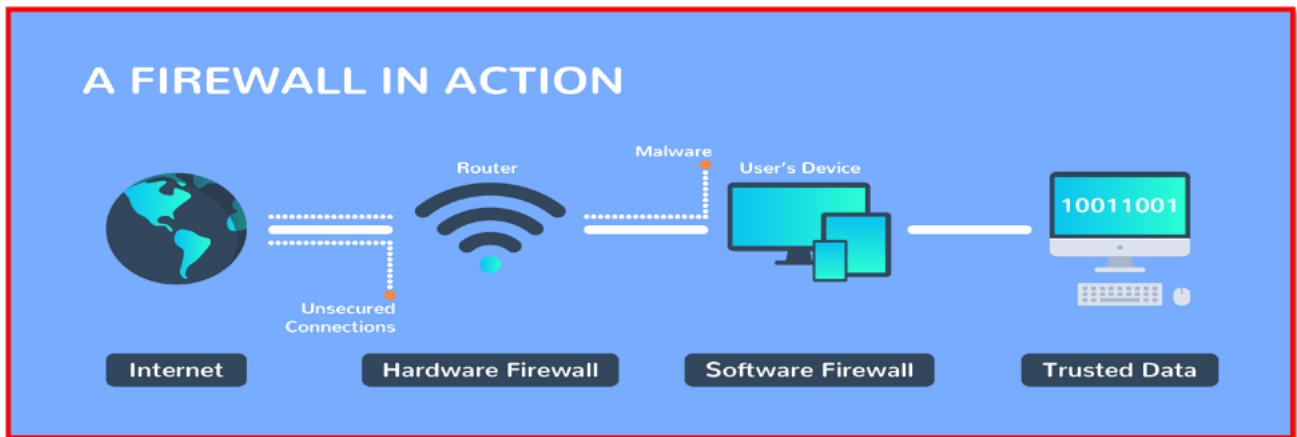 A FIREWALL IN ACTION
Malware
Router
User's Device
10011001
Unsecured
Connections
Internet
Hardware Firewall
Software Firewall
Trusted Data